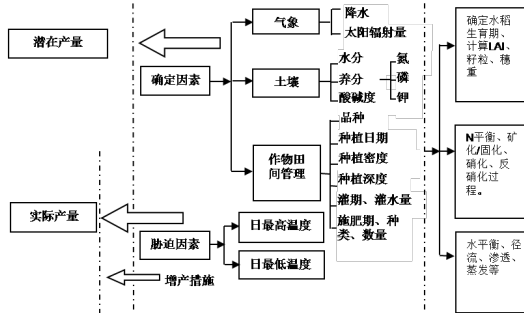 潜在产量
实际产量
确定因素
胁迫因素
增产措施
气象
土壤
作物田
间管理
日最高温度
日最低温度
降水
太阳辐射量
水分
养分
酸碱度
氮
磷
钾
品种
种植日期
种植密度
种植深度
灌期、灌水量
施肥期、种
类、数量
确定水稻
生育期、
计算LAI、
籽粒、穗
重
N平衡、矿
化/固化、
硝化、反
硝化过
程。
水平衡、径
流、渗透、
蒸发等